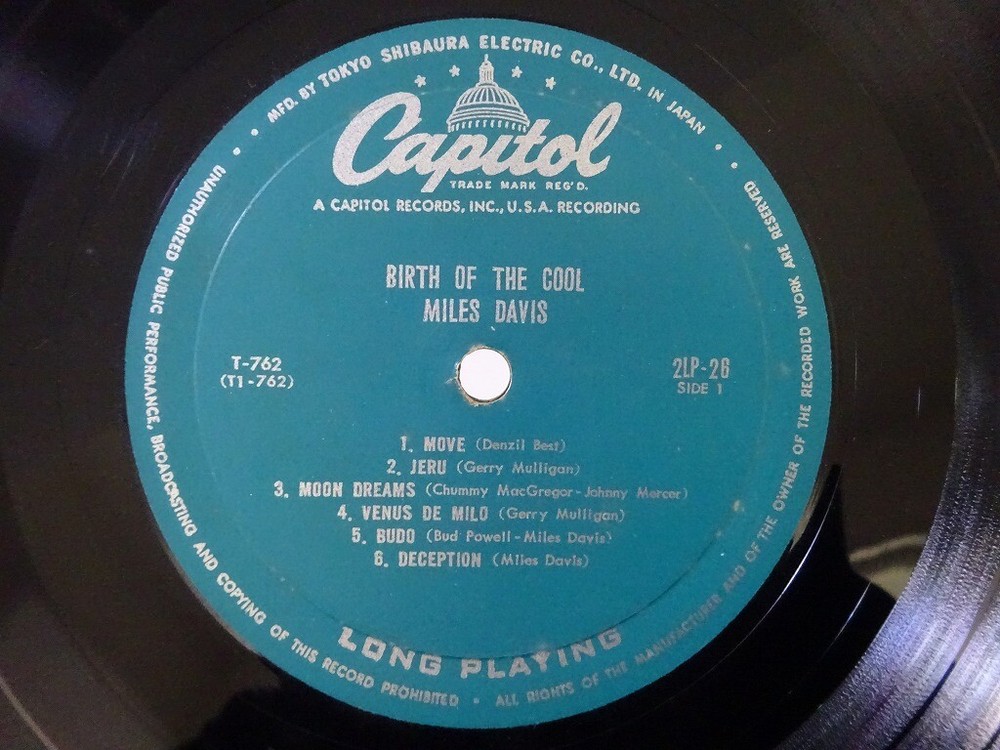 MFD. BY TOKYO SHIBAURA ELECTRIC CO., LTD. IN JAPAN
Capitol
TRADE MARK REG'D.
A CAPITOL RECORDS, INC., U.S.A. RECORDING
BIRTH OF THE COOL
MILES DAVIS
T-762
(T1-762)
2LP-26
SIDE 1
1. MOVE (Denzil Best)
2. JERU (Gerry Mulligan)
3. MOON DREAMS (Chummy MacGregor-Johnny Mercer)
4. VENUS DE MILO (Gerry Mulligan)
5. BUDO (Bud Powell-Miles Davis)
6. DECEPTION (Miles Davis)
LONG PLAYING
UNAUTHORIZED PUBLIC PERFORMANCE, BROADCASTING AND COPYING OF THIS RECORD PROHIBITED • ALL RIGHTS OF THE MANUFACTURER AND OF THE OWNER OF THE RECORDED WORK ARE RESERVED